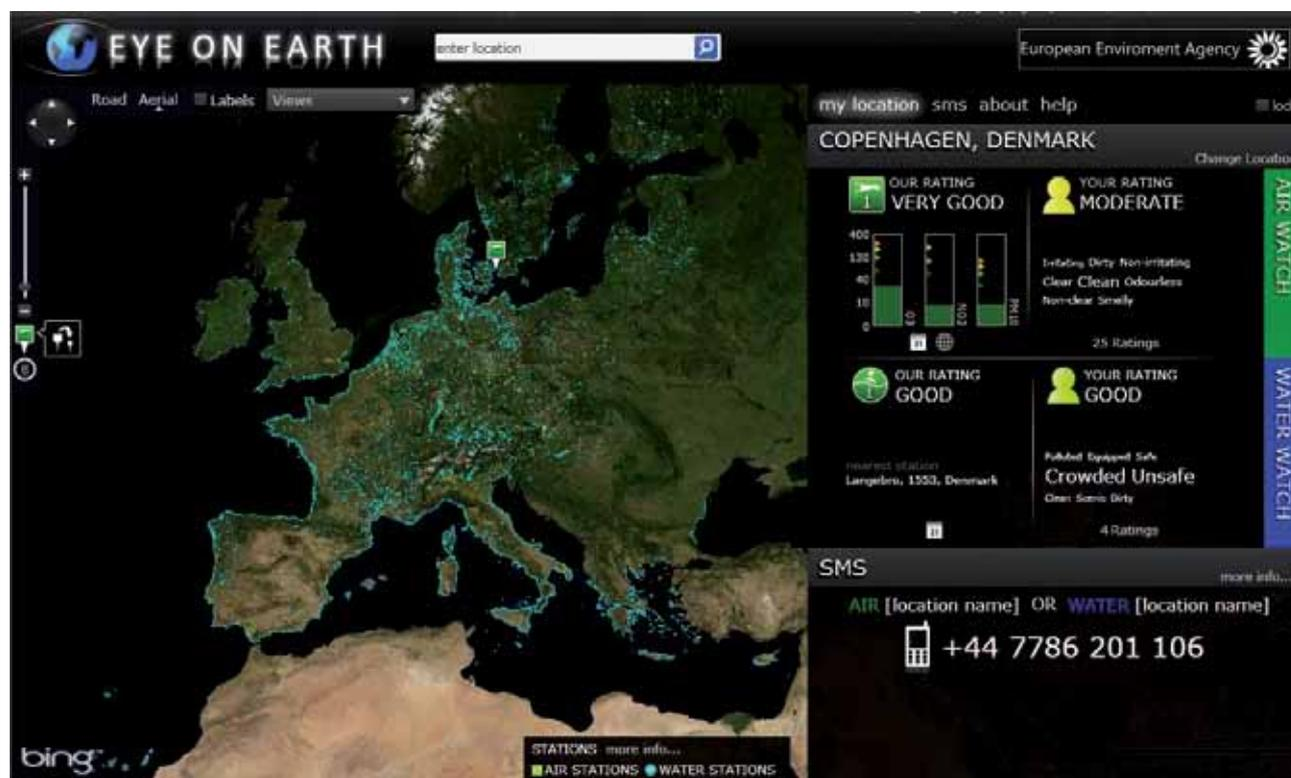 EYE ON EARTH
enter location
European Enviroment Agency
Road Aerial Labels Views
my location sms about help
COPENHAGEN, DENMARK
Change Locatio
OUR RATING
VERY GOOD
1
400
130
40
10
0
O3
NO2
PM10
YOUR RATING
MODERATE
Irritating Dirty Non-irritating
Clear Clean Odourless
Non-clear Smelly
25 Ratings
AIR WATCH
OUR RATING
GOOD
1
nearest station
Langebro, 1553, Denmark
YOUR RATING
GOOD
Polluted Equipped Safe
Crowded Unsafe
Clean Scenic Dirty
4 Ratings
WATER WATCH
SMS
more info...
AIR [location name] OR WATER [location name]
+44 7786 201 106
bing
STATIONS more info...
AIR STATIONS WATER STATIONS